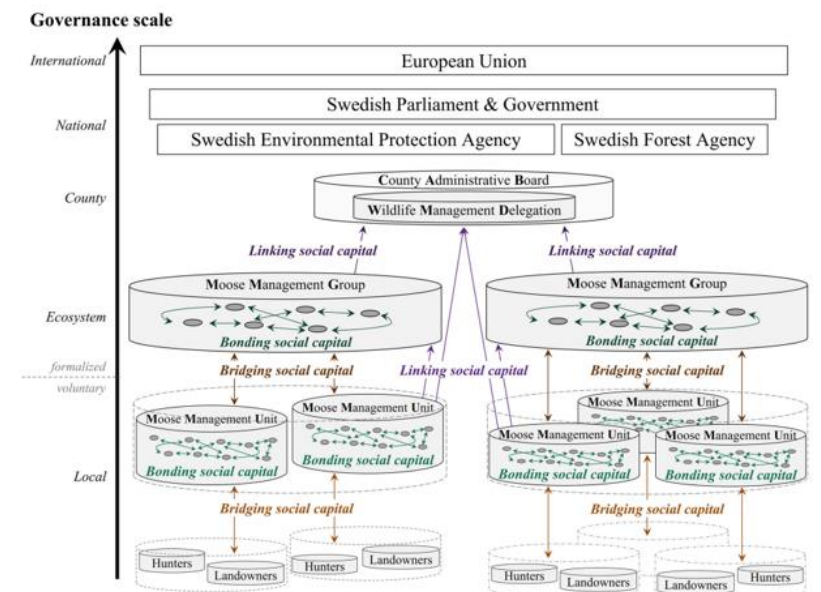 Governance scale
International
European Union
Swedish Parliament & Government
National
Swedish Environmental Protection Agency
Swedish Forest Agency
County Administrative Board
County
Wildlife Management Delegation
Linking social capital
Linking social capital
Moose Management Group
Moose Management Group
Ecosystem
Bonding social capital
Bonding social capital
formalized
Bridging social capital
Linking social capital
Bridging social capital
voluntary
Moose Management Unit
Moose Management Unit
Moose Management Unit
Moose Management Unit
Moose Management Unit
Bonding social capital
Bonding social capital
Local
Bonding social capital
Bonding social capital
Bridging social capital
Bridging social capital
Hunters
Landowners
Hunters
Landowners
Hunters
Landowners
Landowners
Hunters